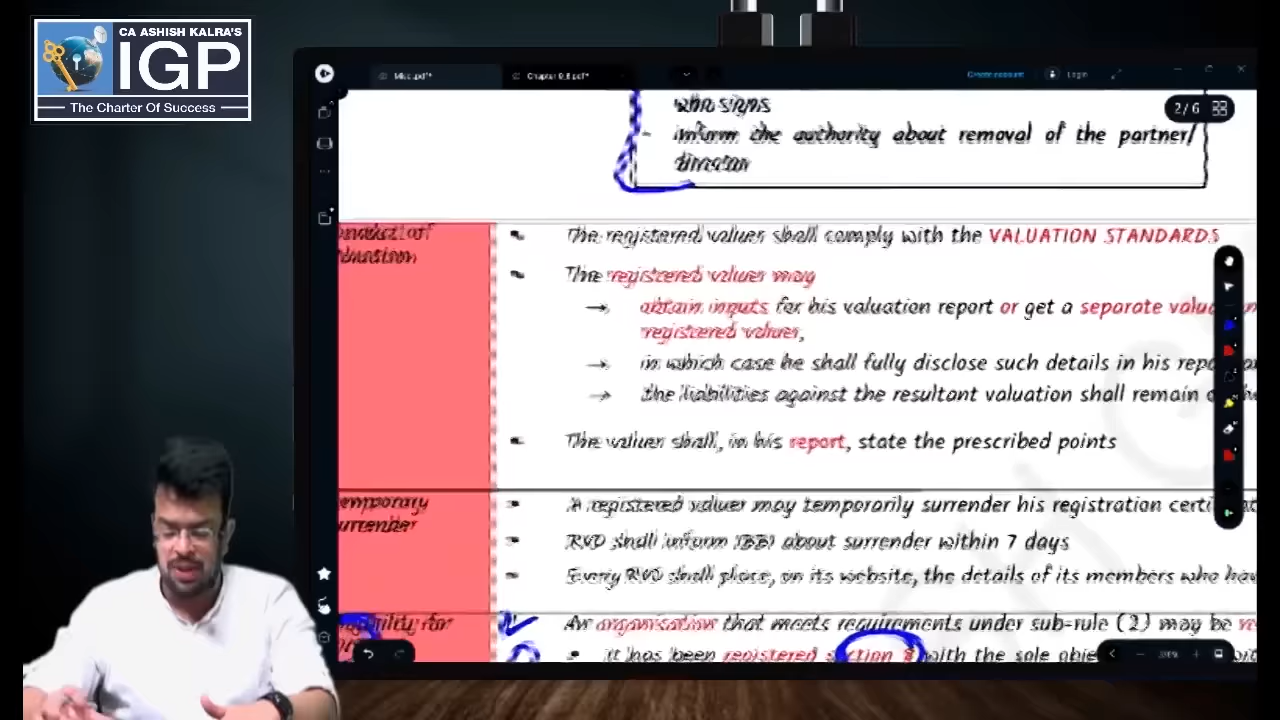 CA ASHISH KALRA'S
IGP
The Charter Of Success
Misc.pdf*
Chapter
Create account
Login
2/6
who signs
- inform the authority about removal of the partner/
director
The registered valuer shall comply with the VALUATION STANDARDS
The registered valuer may
→ obtain inputs for his valuation report or get a separate
registered valuer,
→ in which case he shall fully disclose such details in his
→ the liabilities against the resultant valuation shall remain
The valuer shall, in his report, state the prescribed points
A registered valuer may temporarily surrender his registration
RVO shall inform IBBI about surrender within 7 days
Every RVO shall place, on its website, the details of its members who
An organisation that meets requirements under sub-rule (2) may be
it has been registered section 8 with the sole